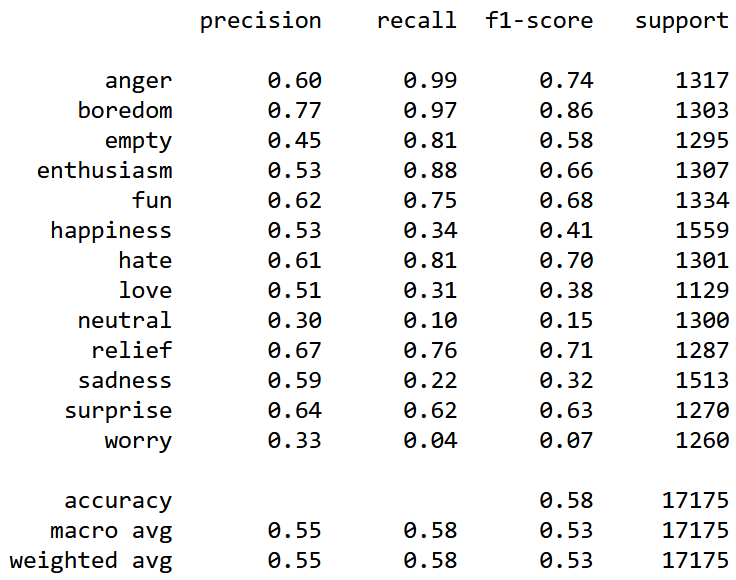 precision recall f1-score support
anger 0.60 0.99 0.74 1317
boredom 0.77 0.97 0.86 1303
empty 0.45 0.81 0.58 1295
enthusiasm 0.53 0.88 0.66 1307
fun 0.62 0.75 0.68 1334
happiness 0.53 0.34 0.41 1559
hate 0.61 0.81 0.70 1301
love 0.51 0.31 0.38 1129
neutral 0.30 0.10 0.15 1300
relief 0.67 0.76 0.71 1287
sadness 0.59 0.22 0.32 1513
surprise 0.64 0.62 0.63 1270
worry 0.33 0.04 0.07 1260
accuracy 0.58 17175
macro avg 0.55 0.58 0.53 17175
weighted avg 0.55 0.58 0.53 17175